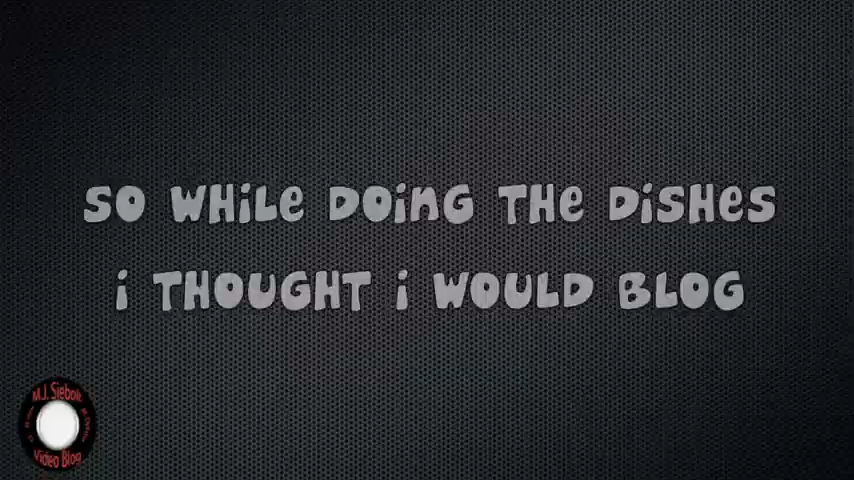 So while doing the dishes
i thought i would blog
M.J. Siebolt
Video Blog